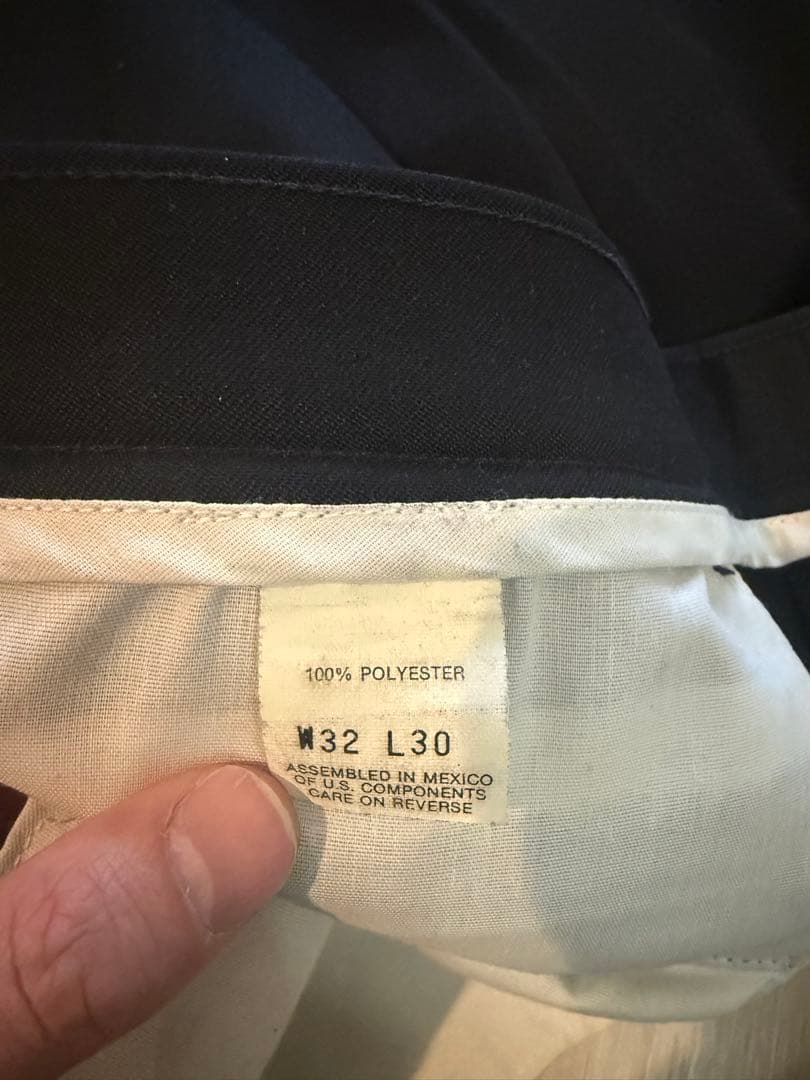 100% POLYESTER
W32 L30
ASSEMBLED IN MEXICO
OF U.S. COMPONENTS
CARE ON REVERSE